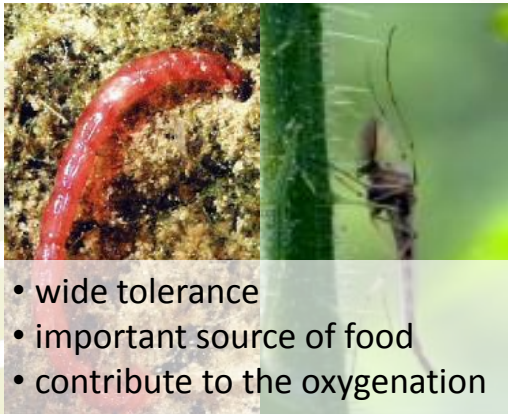 • wide tolerance
• important source of food
• contribute to the oxygenation